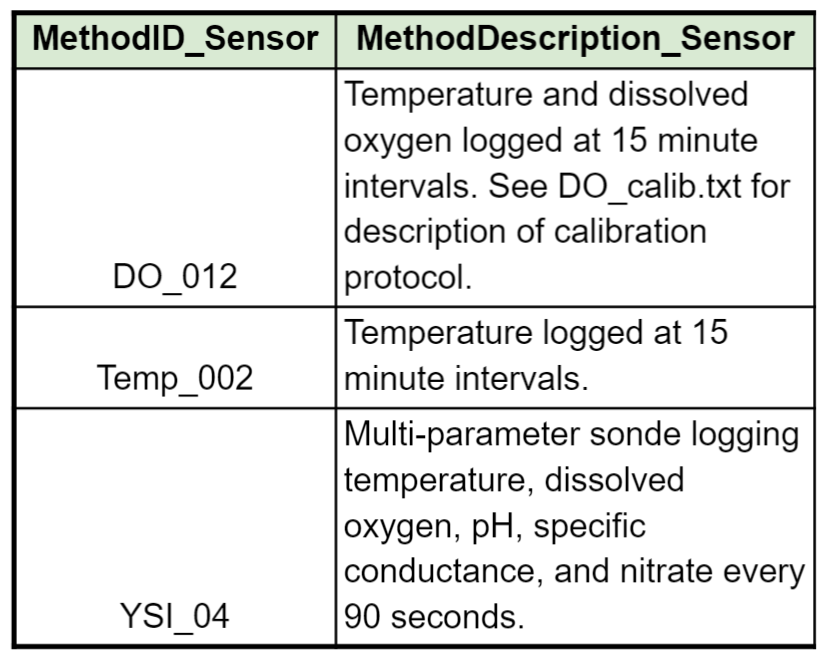 MethodID_Sensor MethodDescription_Sensor
Temperature and dissolved
oxygen logged at 15 minute
intervals. See DO_calib.txt for
description of calibration
DO_012 protocol.
Temperature logged at 15
Temp_002 minute intervals.
Multi-parameter sonde logging
temperature, dissolved
oxygen, pH, specific
conductance, and nitrate every
YSI_04 90 seconds.